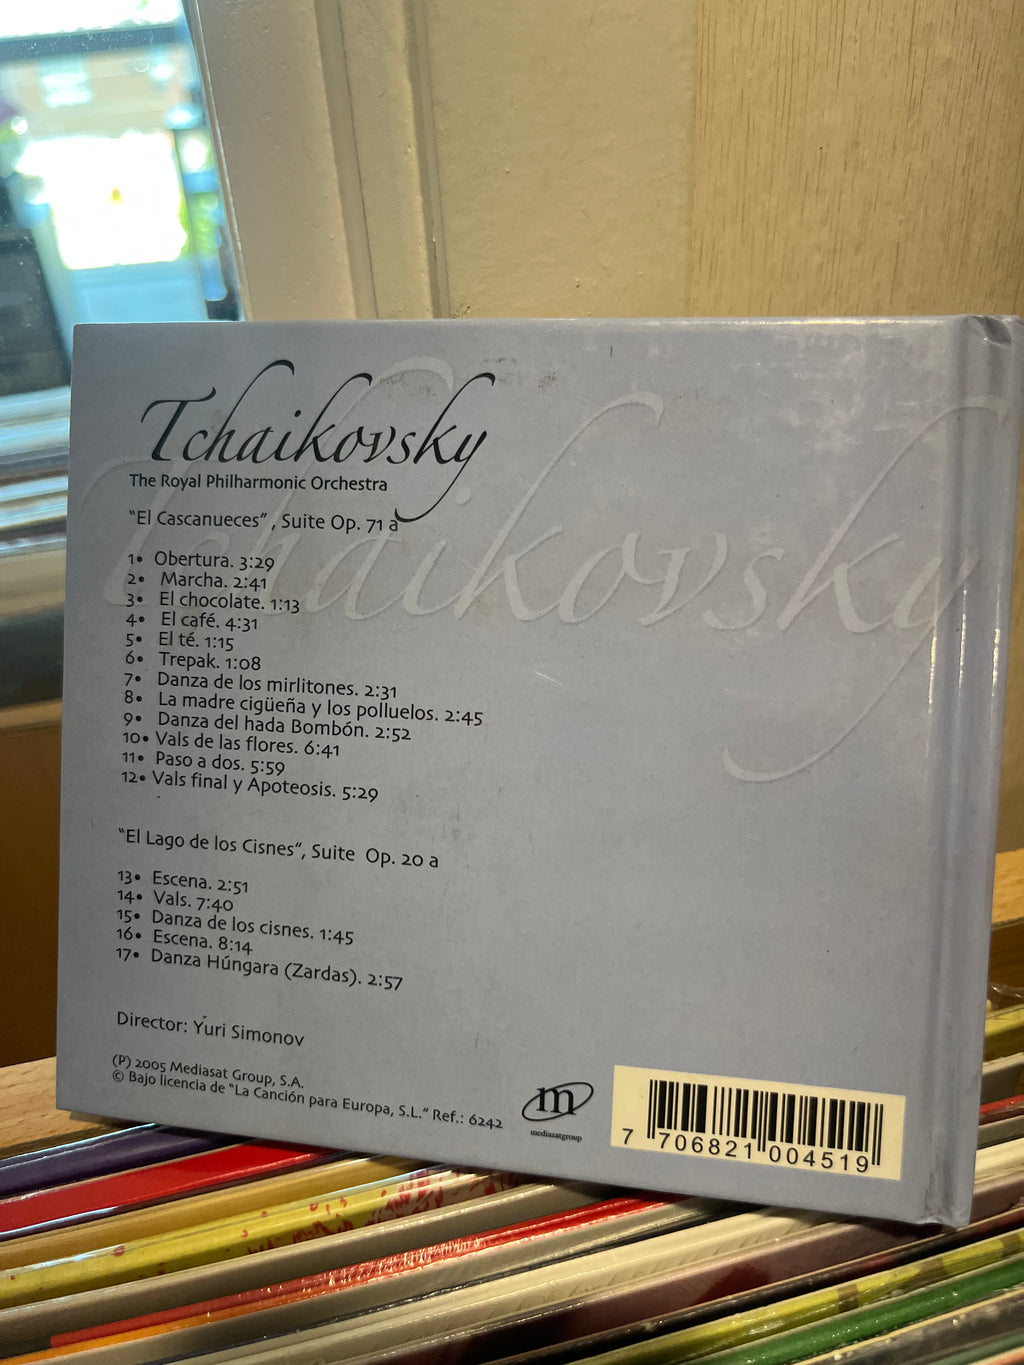 Tchaikovsky
The Royal Philharmonic Orchestra
"El Cascanueces" , Suite Op. 71 a
1• Obertura. 3:29
2• Marcha. 2:41
3• El chocolate. 1:13
4• El café. 4:31
5• El té. 1:15
6• Trepak. 1:08
7• Danza de los mirlitones. 2:31
8• La madre cigüeña y los polluelos. 2:45
9• Danza del hada Bombón. 2:52
10• Vals de las flores. 6:41
11• Paso a dos. 5:59
12• Vals final y Apoteosis. 5:29
"El Lago de los Cisnes", Suite Op. 20 a
13• Escena. 2:51
14• Vals. 7:40
15• Danza de los cisnes. 1:45
16• Escena. 8:14
17• Danza Húngara (Zardas). 2:57
Director: Yuri Simonov
(P) 2005 Mediasat Group, S.A.
© Bajo licencia de "La Canción para Europa, S.L." Ref.: 6242
m
mediasatgroup
7 706821 004519
Tchaikovsky